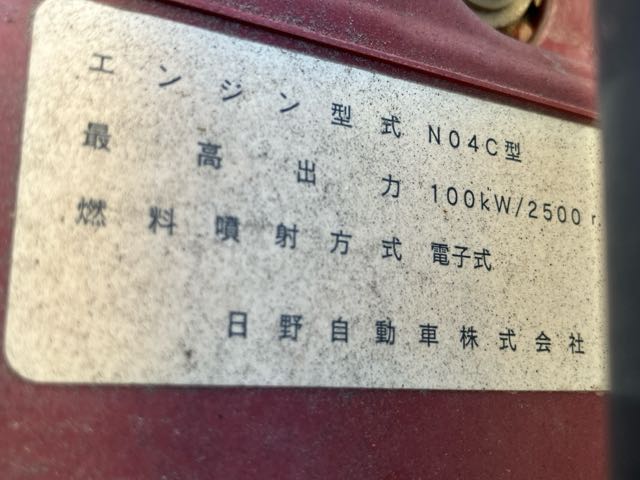 エンジン型式 N04C型
最高出力 100kW/2500 r
燃料噴射方式 電子式
日野自動車株式会社